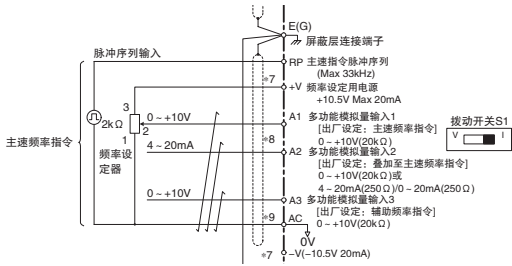 E(G)
屏蔽层连接端子
脉冲序列输入
RP 主速指令脉冲序列
(Max 33kHz)
*7
+V 频率设定用电源
+10.5V Max 20mA
3
2kΩ
2
1
频率设
定器
主速频率指令
0~+10V
A1 多功能模拟量输入1
[出厂设定：主速频率指令]
0~+10V(20kΩ)
拨动开关S1
V I
4~20mA
*8
A2 多功能模拟量输入2
[出厂设定：叠加至主速频率指令]
0~+10V(20kΩ)或
4~20mA(250Ω)/0~20mA(250Ω)
0~+10V
A3 多功能模拟量输入3
[出厂设定：辅助频率指令]
0~+10V(20kΩ)
*9
AC
0V
*7
-V(-10.5V 20mA)